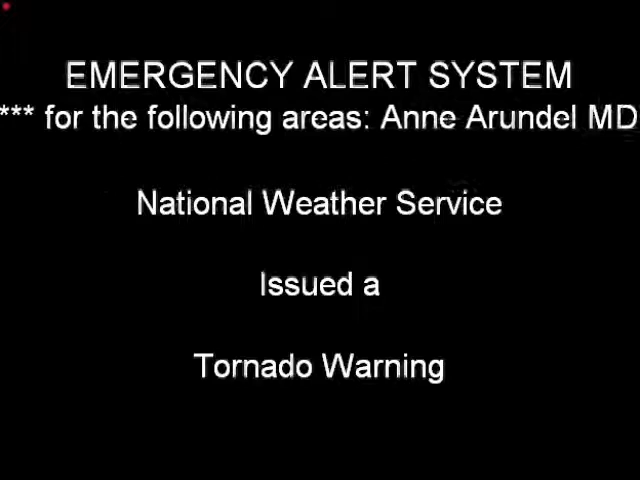 EMERGENCY ALERT SYSTEM
*** for the following areas: Anne Arundel MD
National Weather Service
Issued a
Tornado Warning